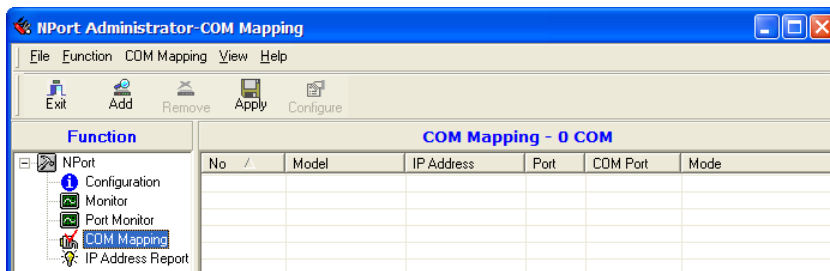 NPort Administrator-COM Mapping
File Function COM Mapping View Help
Exit Add Remove Apply Configure
Function
COM Mapping - 0 COM
NPort
Configuration
Monitor
Port Monitor
COM Mapping
IP Address Report
No Model IP Address Port COM Port Mode